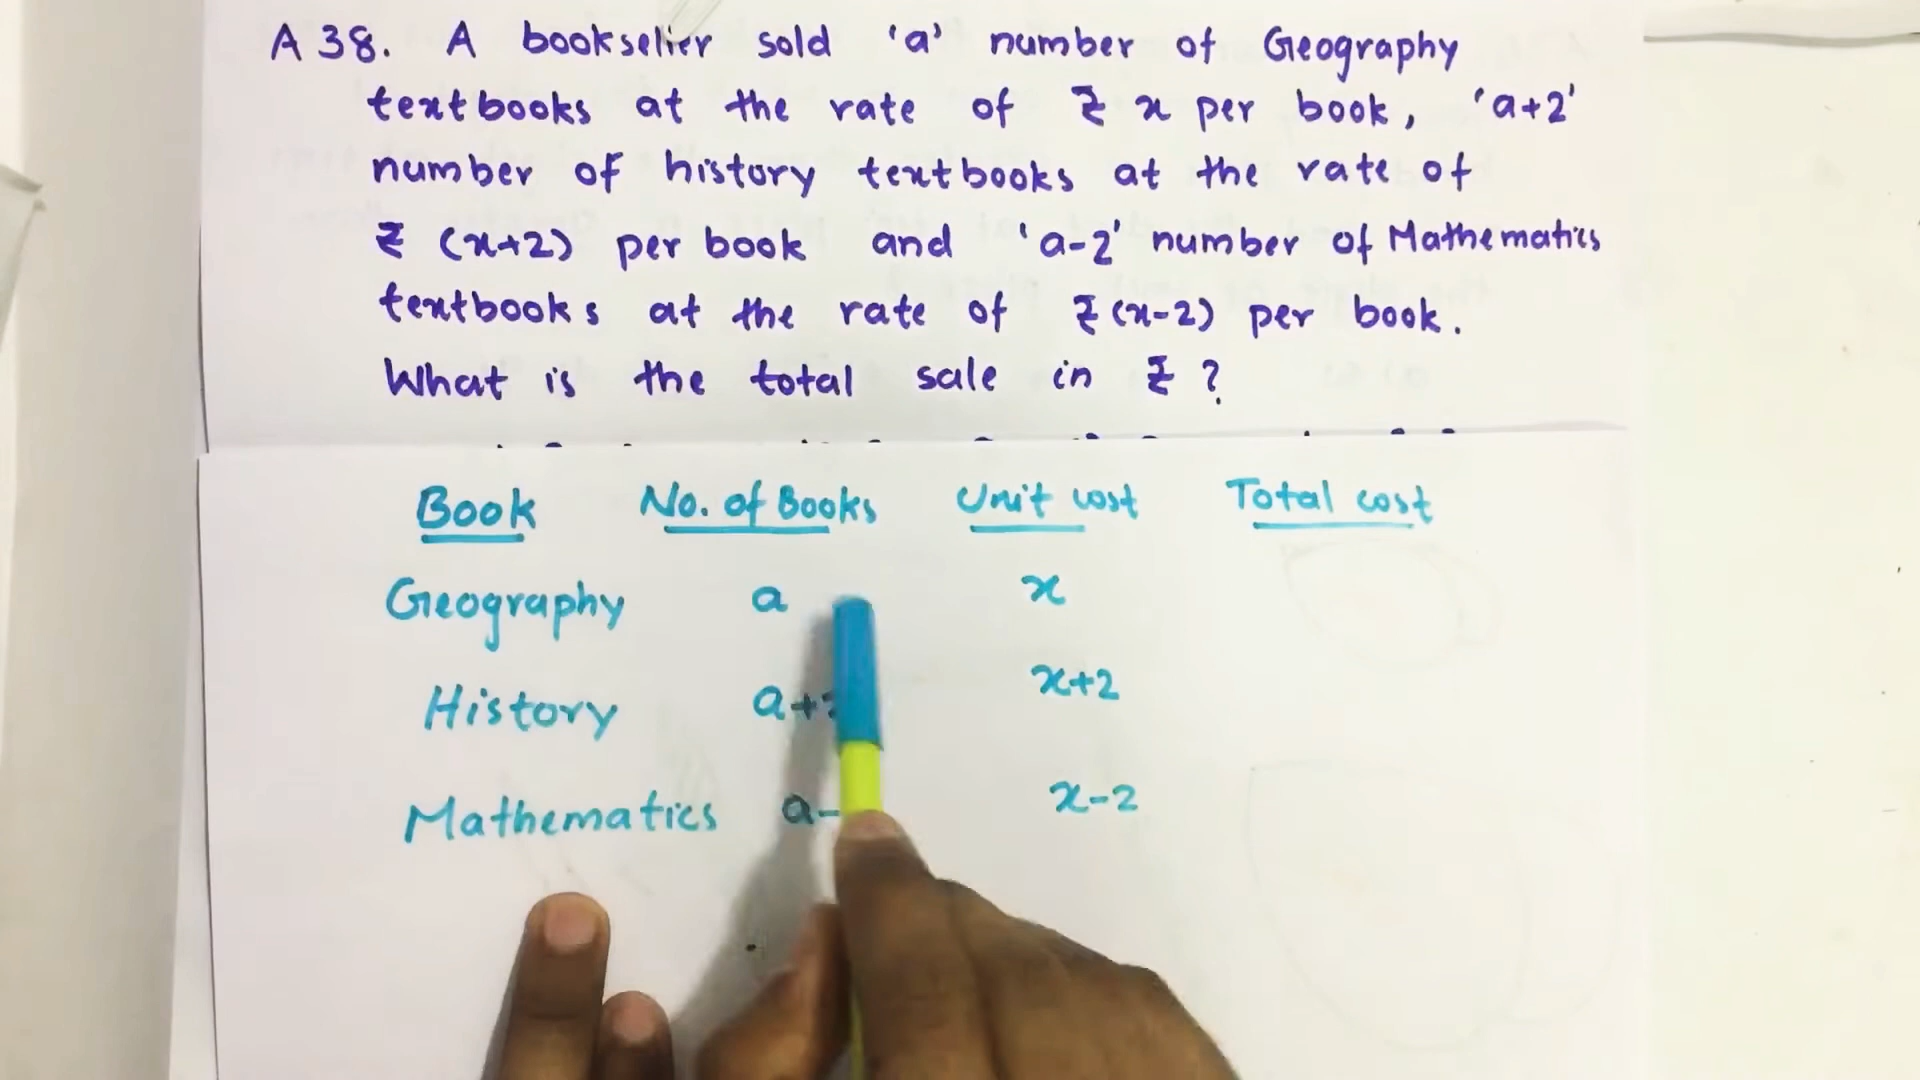 A 38. A bookseller sold 'a' number of Geography
textbooks at the rate of ₹ x per book, 'a+2'
number of history textbooks at the rate of
₹ (x+2) per book and 'a-2' number of Mathematics
textbooks at the rate of ₹ (x-2) per book.
What is the total sale in ₹ ?
Book No. of Books Unit cost Total cost
Geography a x
History a+ x+2
Mathematics a- x-2